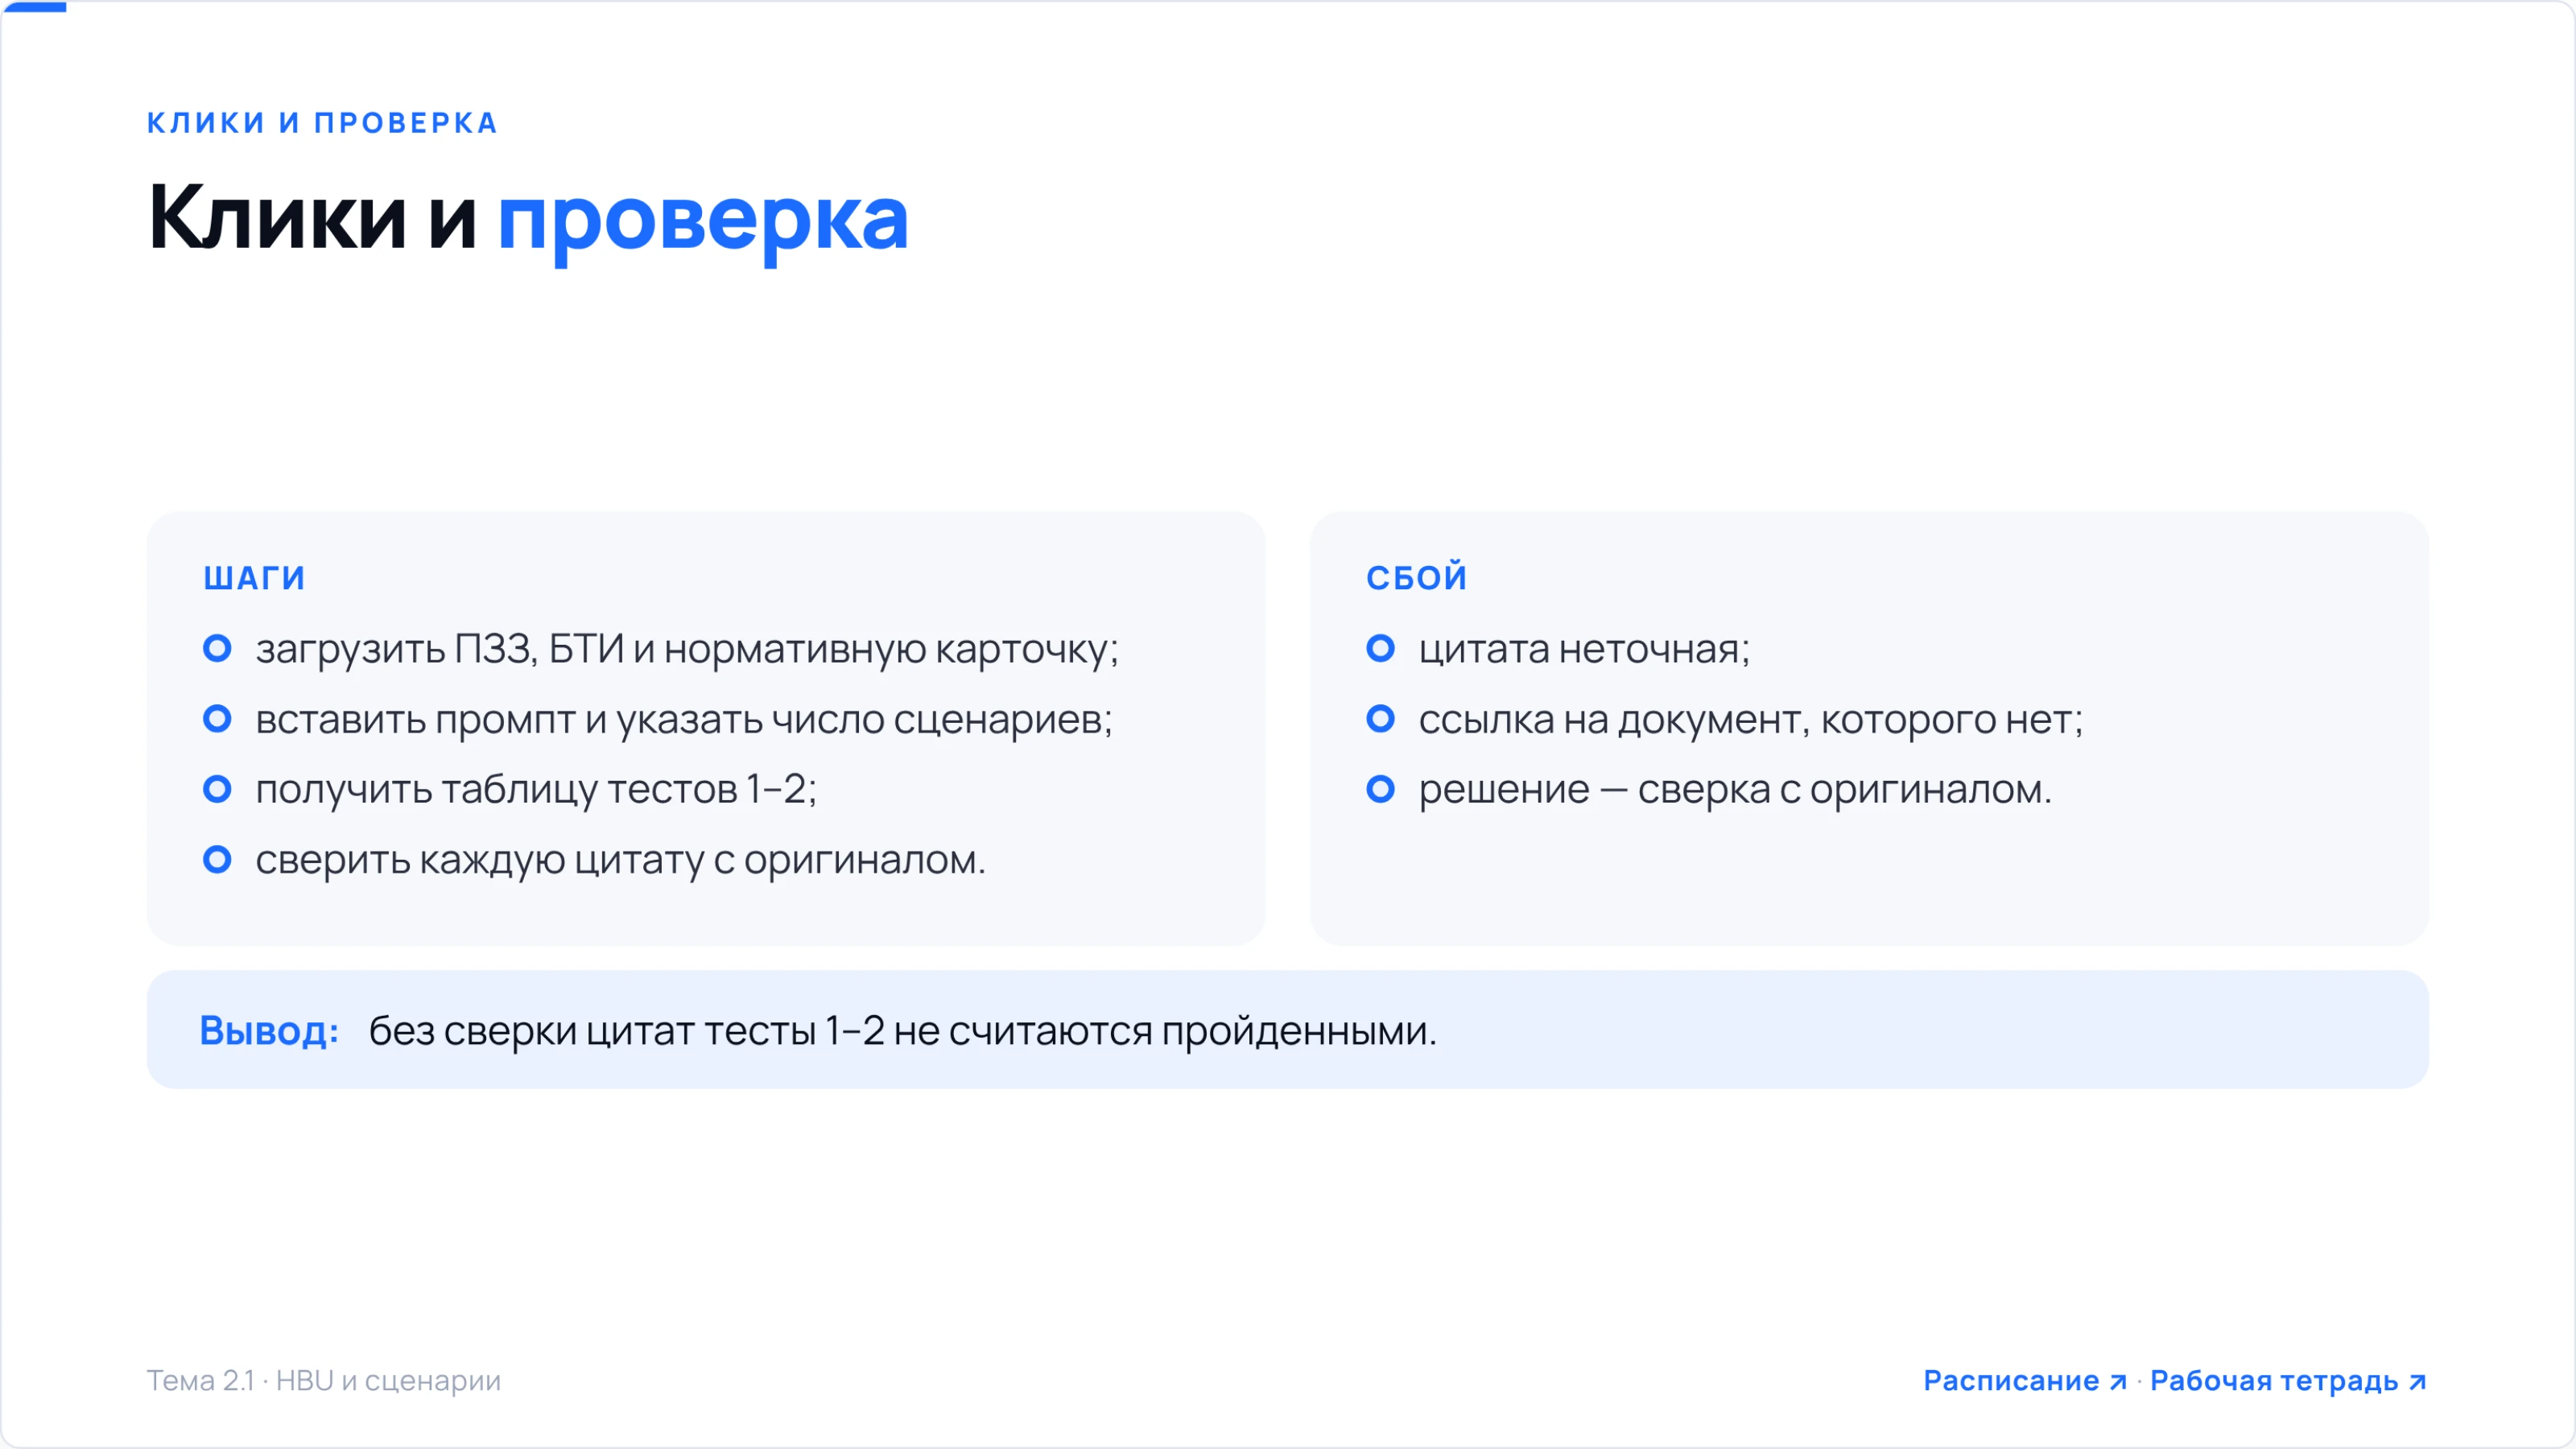 КЛИКИ И ПРОВЕРКА
Клики и проверка
ШАГИ
загрузить ПЗЗ, БТИ и нормативную карточку;
вставить промпт и указать число сценариев;
получить таблицу тестов 1–2;
сверить каждую цитату с оригиналом.
СБОЙ
цитата неточная;
ссылка на документ, которого нет;
решение — сверка с оригиналом.
Вывод: без сверки цитат тесты 1–2 не считаются пройденными.
Тема 2.1 · HBU и сценарии
Расписание ↗ · Рабочая тетрадь ↗